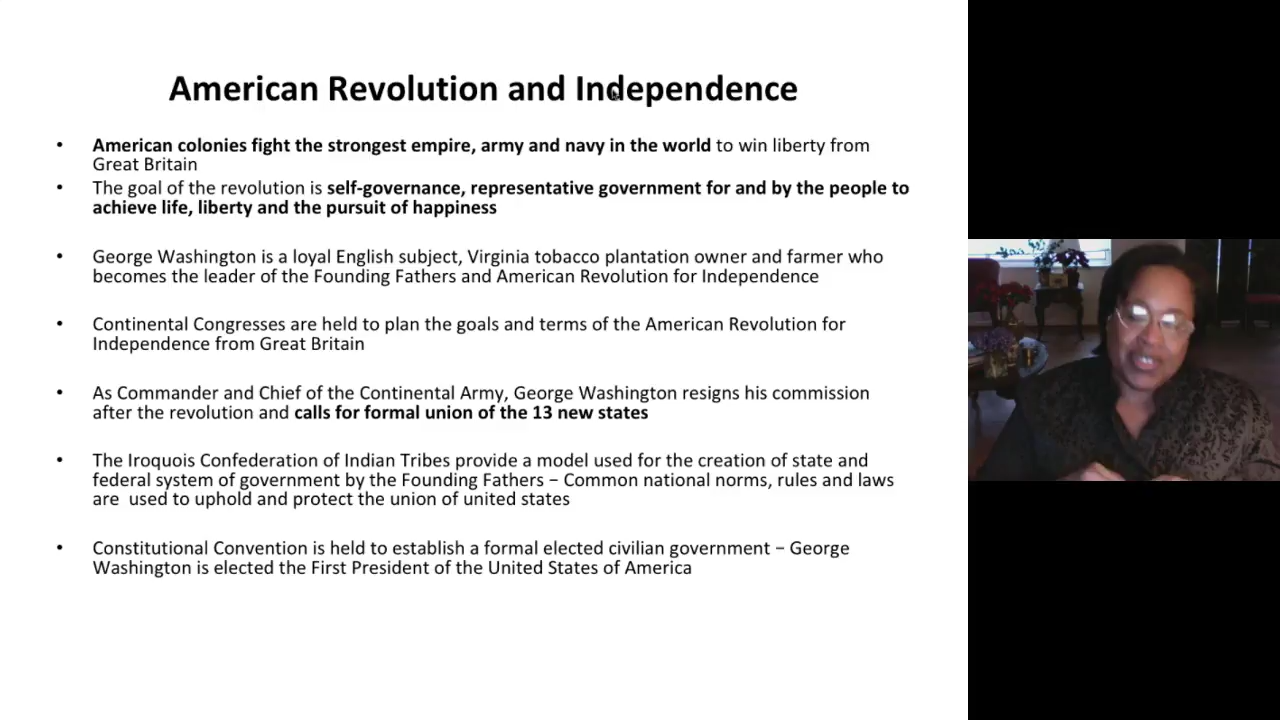 American Revolution and Independence
• American colonies fight the strongest empire, army and navy in the world to win liberty from
Great Britain
• The goal of the revolution is self-governance, representative government for and by the people to
achieve life, liberty and the pursuit of happiness
• George Washington is a loyal English subject, Virginia tobacco plantation owner and farmer who
becomes the leader of the Founding Fathers and American Revolution for Independence
• Continental Congresses are held to plan the goals and terms of the American Revolution for
Independence from Great Britain
• As Commander and Chief of the Continental Army, George Washington resigns his commission
after the revolution and calls for formal union of the 13 new states
• The Iroquois Confederation of Indian Tribes provide a model used for the creation of state and
federal system of government by the Founding Fathers – Common national norms, rules and laws
are  used to uphold and protect the union of united states
• Constitutional Convention is held to establish a formal elected civilian government – George
Washington is elected the First President of the United States of America